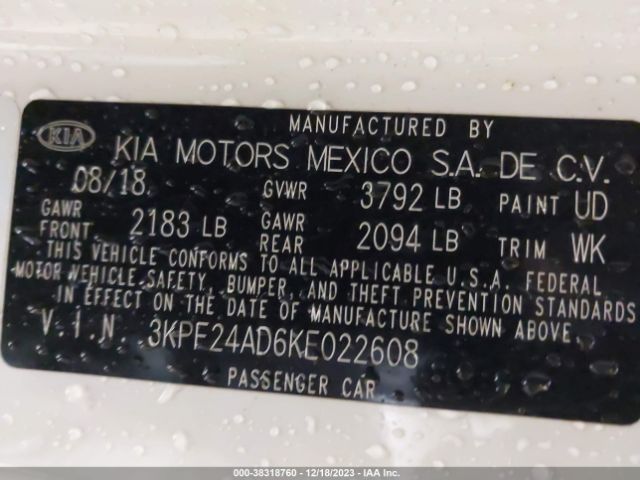 MANUFACTURED BY
KIA KIA MOTORS MEXICO S.A. DE C.V.
08/18 GVWR 3792 LB PAINT UD
GAWR FRONT 2183 LB GAWR REAR 2094 LB TRIM WK
THIS VEHICLE CONFORMS TO ALL APPLICABLE U.S.A. FEDERAL
MOTOR VEHICLE SAFETY, BUMPER, AND THEFT PREVENTION STANDARDS
IN EFFECT ON THE DATE OF MANUFACTURE SHOWN ABOVE.
V.I.N 3KPF24AD6KE022608
PASSENGER CAR
000-38318760 - 12/18/2023 - IAA Inc.